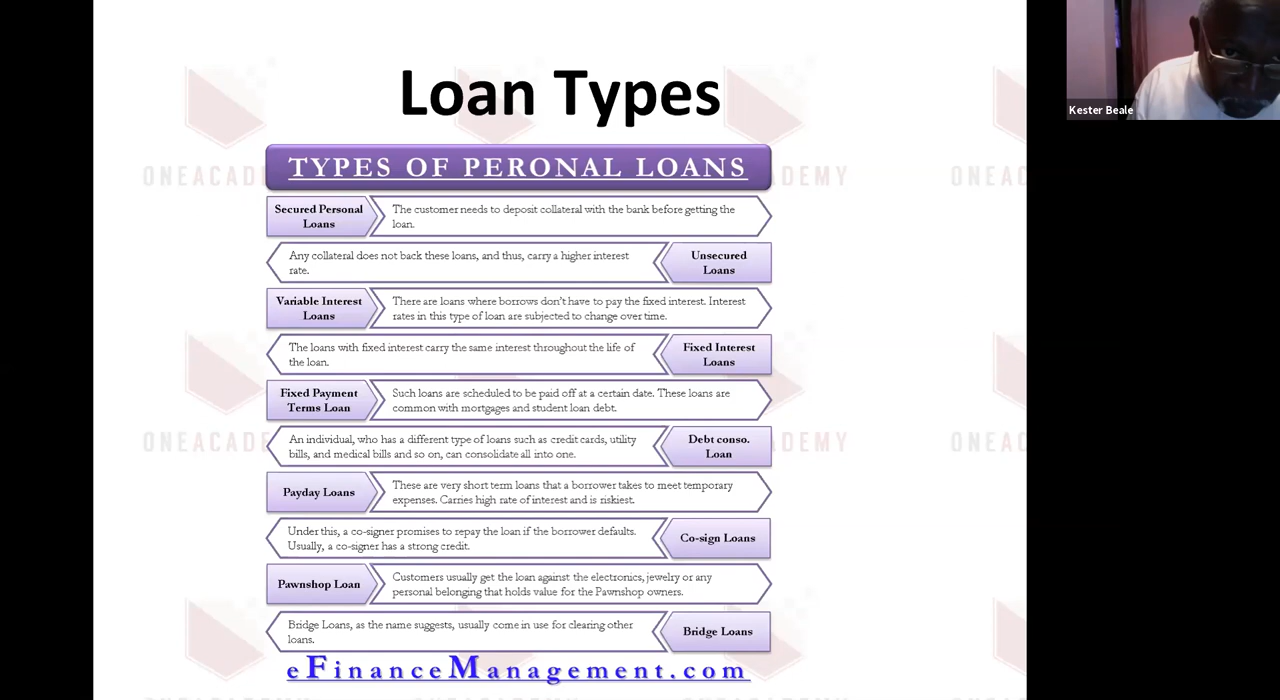 Loan Types
Kester Beale
TYPES OF PERONAL LOANS
ONEACADEMY
Secured Personal
Loans
The customer needs to deposit collateral with the bank before getting the
loan.
Any collateral does not back these loans, and thus, carry a higher interest
rate.
Unsecured
Loans
Variable Interest
Loans
There are loans where borrows don't have to pay the fixed interest. Interest
rates in this type of loan are subjected to change over time.
The loans with fixed interest carry the same interest throughout the life of
the loan.
Fixed Interest
Loans
Fixed Payment
Terms Loan
Such loans are scheduled to be paid off at a certain date. These loans are
common with mortgages and student loan debt.
ONEACADEMY
An individual, who has a different type of loans such as credit cards, utility
bills, and medical bills and so on, can consolidate all into one.
Debt conso.
Loan
Payday Loans
These are very short term loans that a borrower takes to meet temporary
expenses. Carries high rate of interest and is riskiest.
Under this, a co-signer promises to repay the loan if the borrower defaults.
Usually, a co-signer has a strong credit.
Co-sign Loans
Pawnshop Loan
Customers usually get the loan against the electronics, jewelry or any
personal belonging that holds value for the Pawnshop owners.
Bridge Loans, as the name suggests, usually come in use for clearing other
loans.
Bridge Loans
eFinanceManagement.com